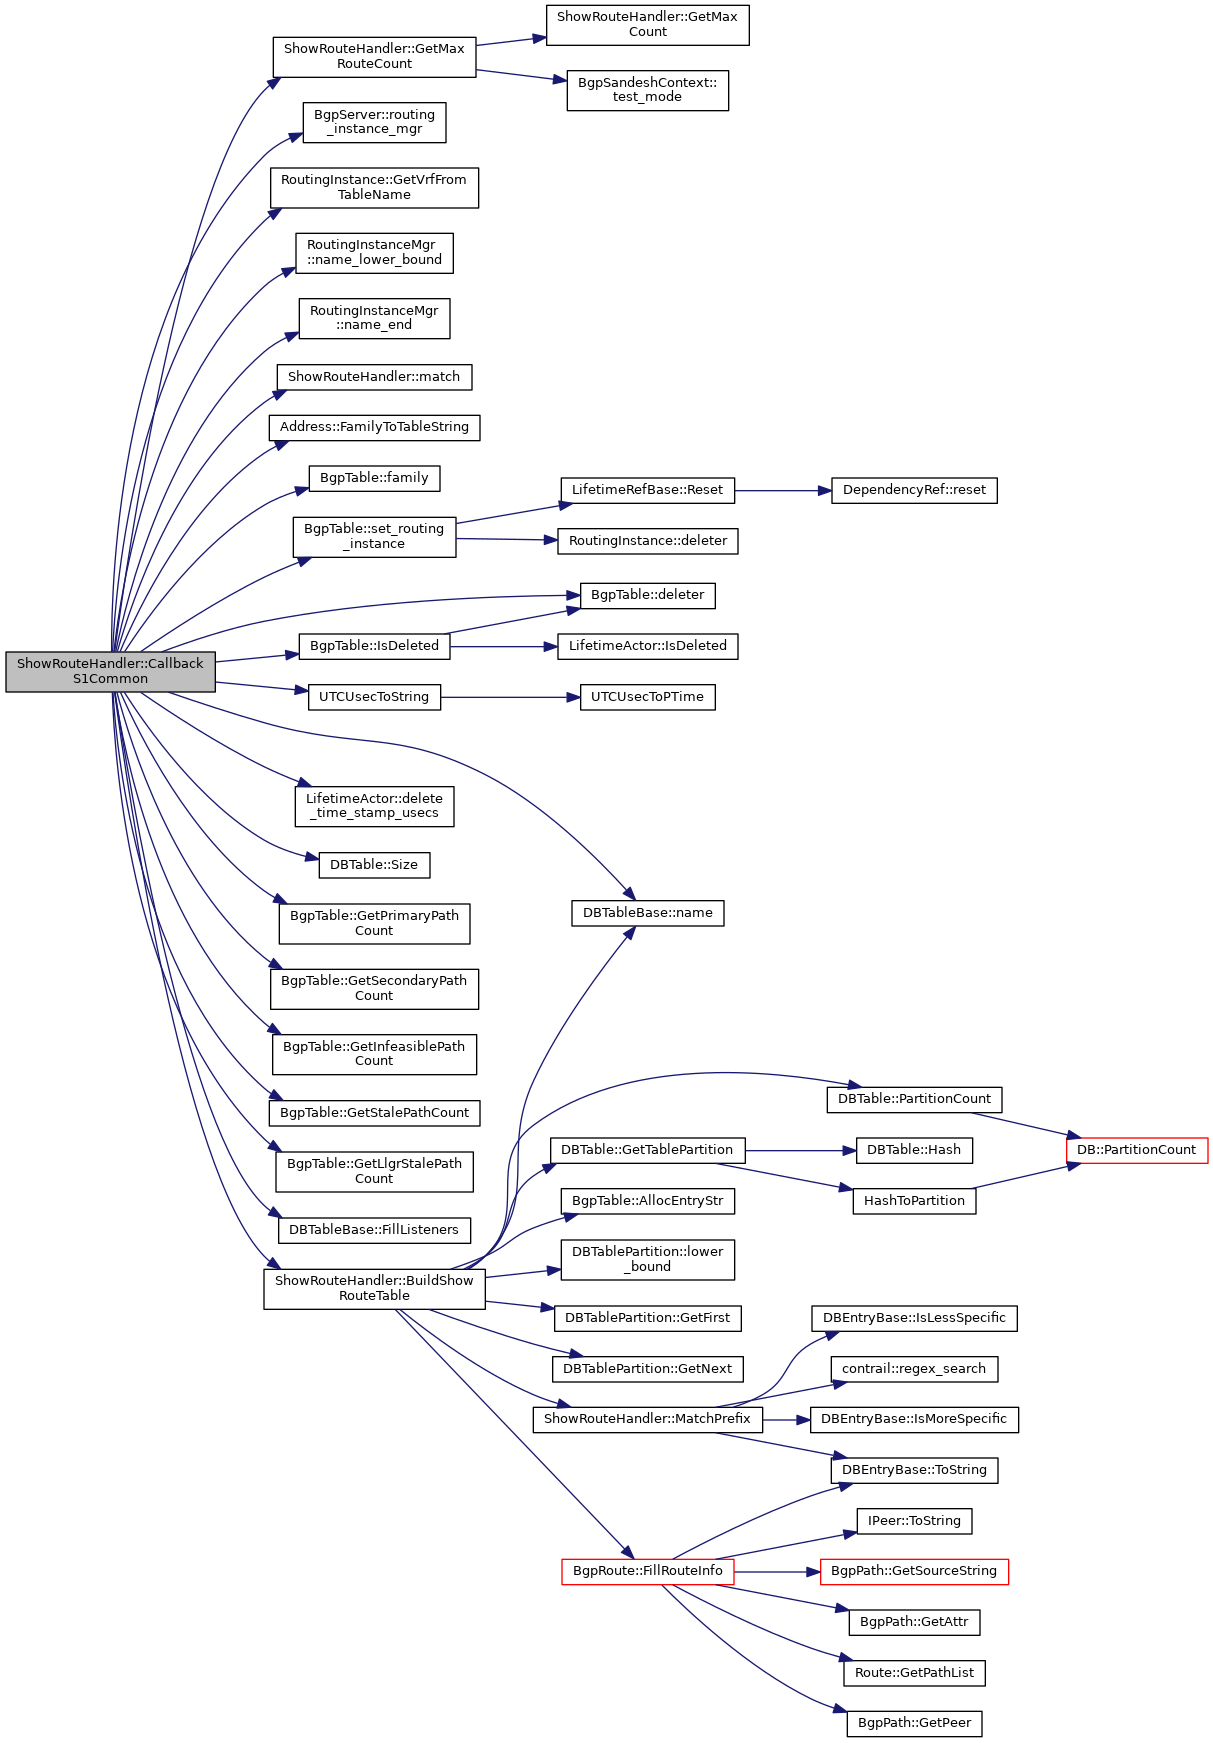 ShowRouteHandler::GetMax
Count
ShowRouteHandler::GetMax
RouteCount
BgpSandeshContext::
test_mode
BgpServer::routing
_instance_mgr
RoutingInstance::GetVrfFrom
TableName
RoutingInstanceMgr
::name_lower_bound
RoutingInstanceMgr
::name_end
ShowRouteHandler::match
Address::FamilyToTableString
BgpTable::family
LifetimeRefBase::Reset
DependencyRef::reset
BgpTable::set_routing
_instance
RoutingInstance::deleter
BgpTable::deleter
BgpTable::IsDeleted
LifetimeActor::IsDeleted
ShowRouteHandler::Callback
S1Common
UTCUsecToString
UTCUsecToPTime
LifetimeActor::delete
_time_stamp_usecs
DBTable::Size
BgpTable::GetPrimaryPath
Count
DBTableBase::name
BgpTable::GetSecondaryPath
Count
BgpTable::GetInfeasiblePath
Count
BgpTable::GetStalePathCount
DBTable::PartitionCount
BgpTable::GetLlgrStalePath
Count
DBTable::GetTablePartition
DBTable::Hash
DB::PartitionCount
HashToPartition
BgpTable::AllocEntryStr
DBTableBase::FillListeners
DBTablePartition::lower
_bound
ShowRouteHandler::BuildShow
RouteTable
DBTablePartition::GetFirst
DBEntryBase::IsLessSpecific
DBTablePartition::GetNext
contrail::regex_search
ShowRouteHandler::MatchPrefix
DBEntryBase::IsMoreSpecific
DBEntryBase::ToString
IPeer::ToString
BgpRoute::FillRouteInfo
BgpPath::GetSourceString
BgpPath::GetAttr
Route::GetPathList
BgpPath::GetPeer